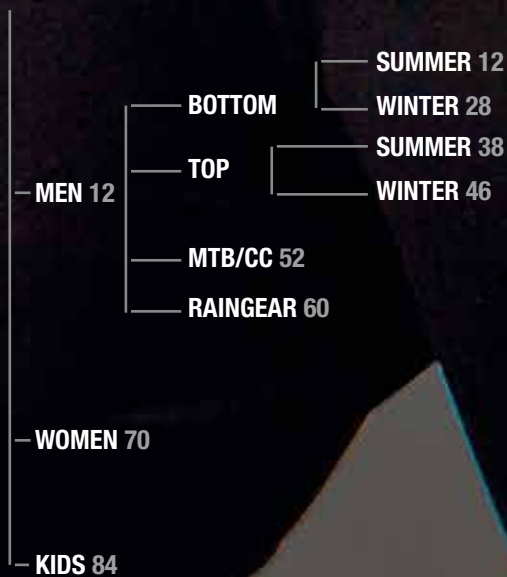 SUMMER 12
BOTTOM
WINTER 28
SUMMER 38
TOP
WINTER 46
MEN 12
MTB/CC 52
RAINGEAR 60
WOMEN 70
KIDS 84